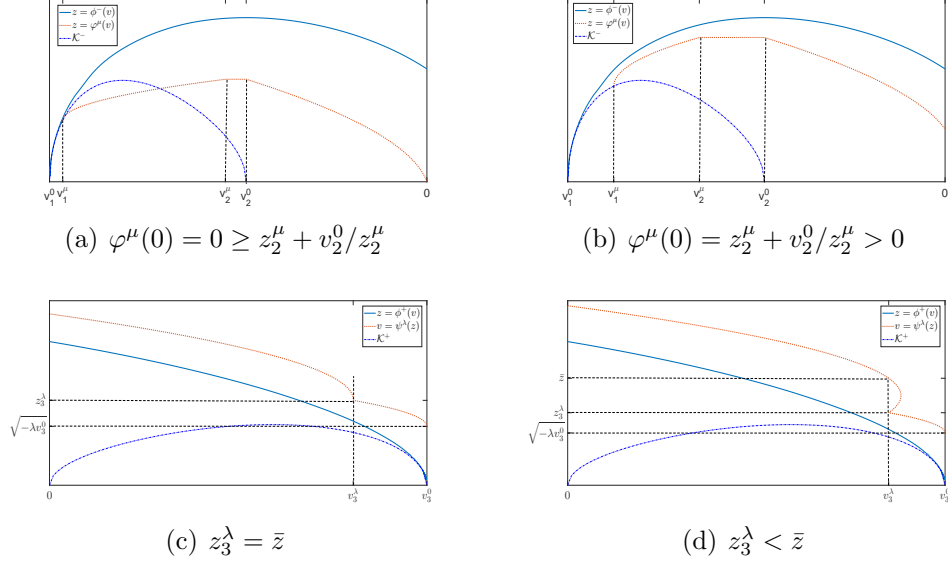 z = ϕ⁻(v)
z = φ^μ(v)
𝒦⁻
v₁⁰ v₁^μ v₂^μ v₂⁰ 0
(a) φ^μ(0) = 0 ≥ z₂^μ + v₂⁰/z₂^μ
z = ϕ⁻(v)
z = φ^μ(v)
𝒦⁻
v₁⁰ v₁^μ v₂^μ v₂⁰ 0
(b) φ^μ(0) = z₂^μ + v₂⁰/z₂^μ > 0
z = ϕ⁺(v)
v = ψ^λ(z)
𝒦⁺
z₃^λ
√(−λv₃⁰)
0 v₃^λ v₃⁰
(c) z₃^λ = z̄
z = ϕ⁺(v)
v = ψ^λ(z)
𝒦⁺
z̄
z₃^λ
√(−λv₃⁰)
0 v₃^λ v₃⁰
(d) z₃^λ < z̄